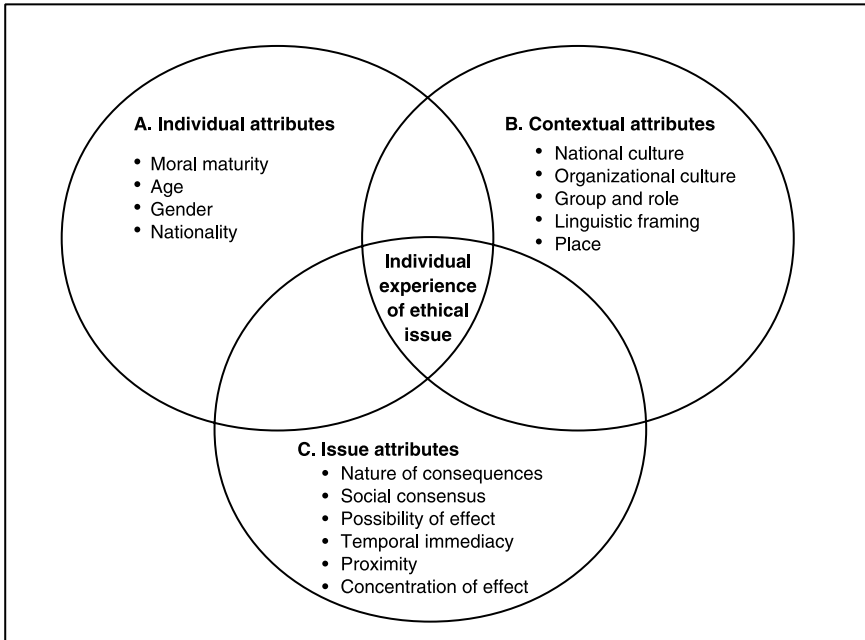 A. Individual attributes
• Moral maturity
• Age
• Gender
• Nationality
B. Contextual attributes
• National culture
• Organizational culture
• Group and role
• Linguistic framing
• Place
Individual
experience
of ethical
issue
C. Issue attributes
• Nature of consequences
• Social consensus
• Possibility of effect
• Temporal immediacy
• Proximity
• Concentration of effect